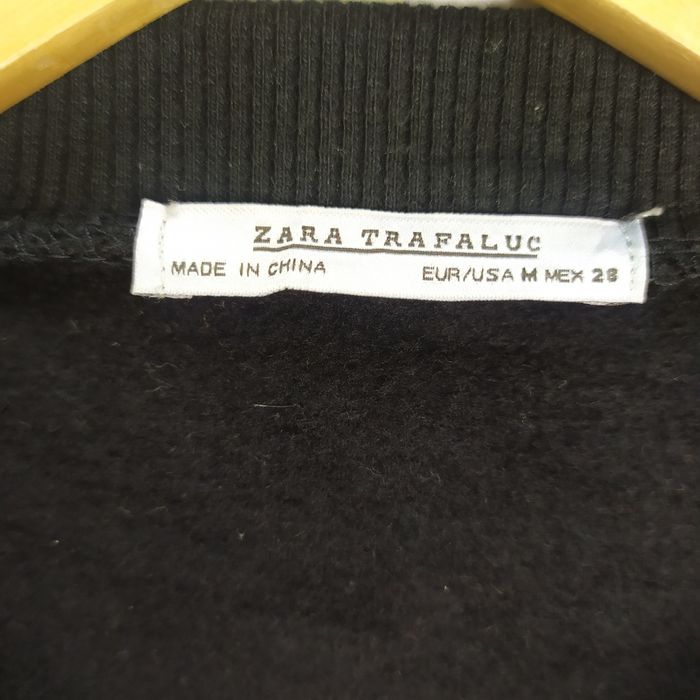 ZARA TRAFALUC
MADE IN CHINA
EUR/USA M MEX 28